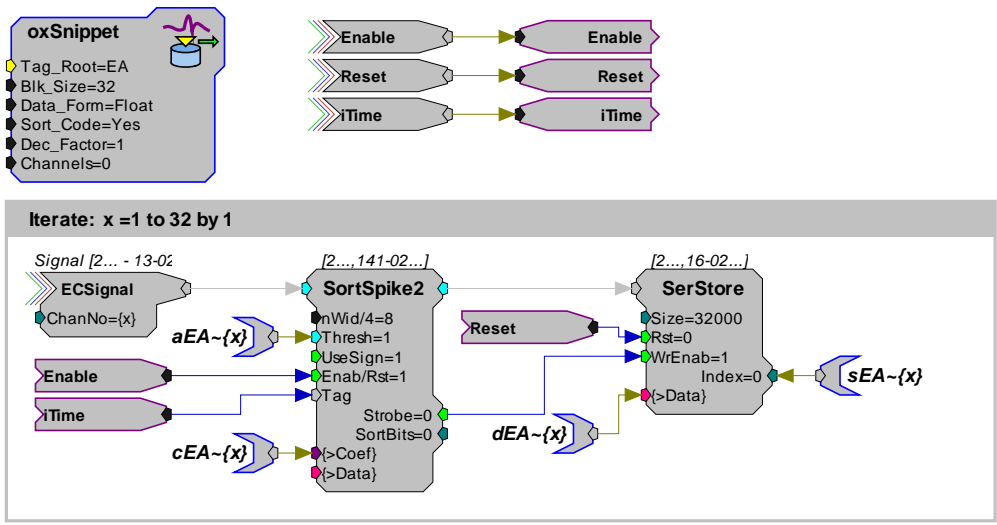 oxSnippet
Tag_Root=EA
Blk_Size=32
Data_Form=Float
Sort_Code=Yes
Dec_Factor=1
Channels=0
Enable
Enable
Reset
Reset
iTime
iTime
Iterate: x =1 to 32 by 1
Signal [2... - 13-02
ECSignal
ChanNo={x}
[2...,141-02...]
SortSpike2
nWid/4=8
Thresh=1
UseSign=1
Enab/Rst=1
Tag
Strobe=0
SortBits=0
{>Coef}
{>Data}
aEA~{x}
Enable
iTime
cEA~{x}
[2...,16-02...]
SerStore
Size=32000
Rst=0
WrEnab=1
Index=0
{>Data}
Reset
dEA~{x}
sEA~{x}